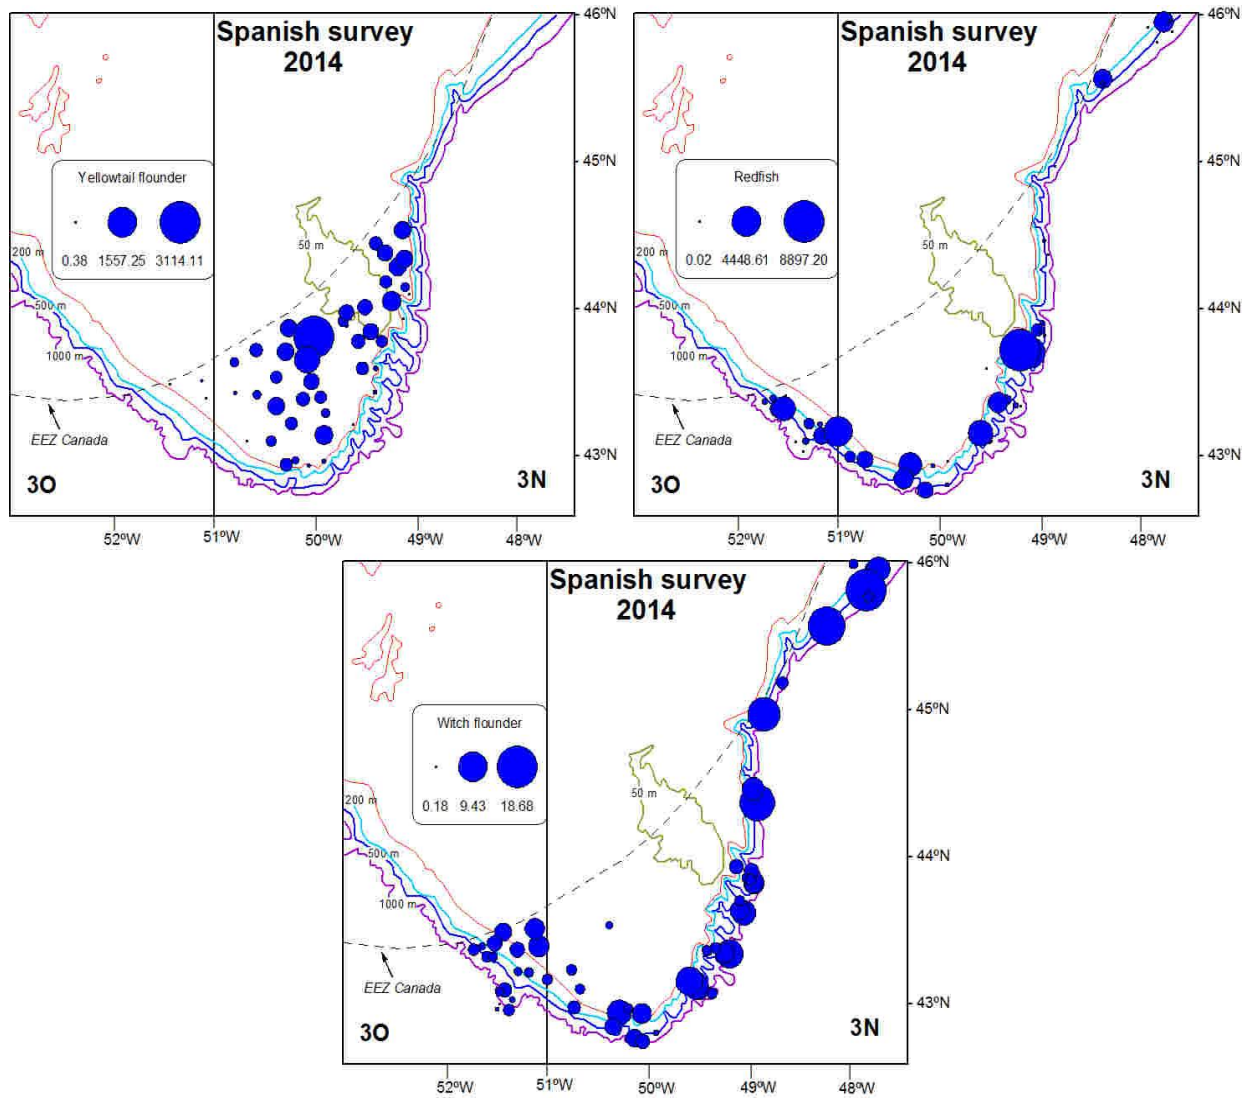 Spanish survey
2014
46ºN
Yellowtail flounder
0.38 1557.25 3114.11
50 m
200 m
500 m
1000 m
EEZ Canada
3O
3N
45ºN
44ºN
43ºN
52ºW 51ºW 50ºW 49ºW 48ºW
Spanish survey
2014
46ºN
Redfish
0.02 4448.61 8897.20
50 m
200 m
500 m
1000 m
EEZ Canada
3O
3N
45ºN
44ºN
43ºN
52ºW 51ºW 50ºW 49ºW 48ºW
Spanish survey
2014
46ºN
Witch flounder
0.18 9.43 18.68
50 m
200 m
500 m
1000 m
EEZ Canada
3O
3N
45ºN
44ºN
43ºN
52ºW 51ºW 50ºW 49ºW 48ºW